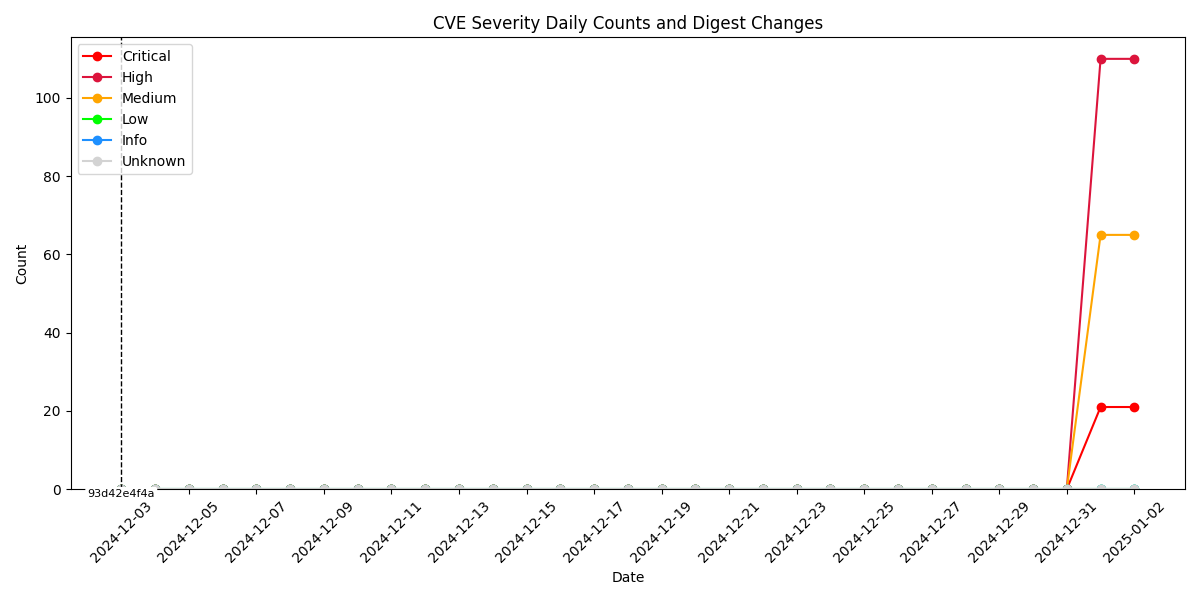 CVE Severity Daily Counts and Digest Changes
Critical
High
Medium
Low
Info
Unknown
Count
100
80
60
40
20
0
93d42e4f4a
2024-12-03
2024-12-05
2024-12-07
2024-12-09
2024-12-11
2024-12-13
2024-12-15
2024-12-17
2024-12-19
2024-12-21
2024-12-23
2024-12-25
2024-12-27
2024-12-29
2024-12-31
2025-01-02
Date